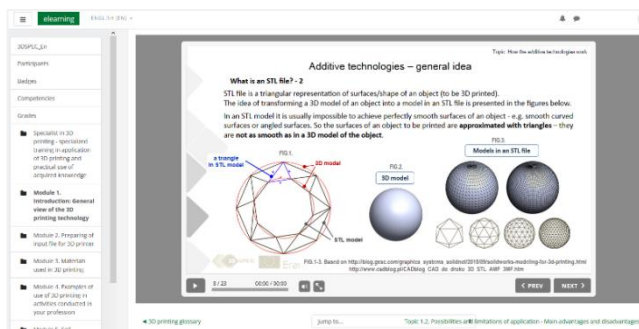 elearning
ENGLISH (EN)
3DSPEC_En
Participants
Badges
Competencies
Grades
Specialist in 3D
printing - specialized
training in application
of 3D printing and
practical use of
acquired knowledge
Module 1.
Introduction: General
view of the 3D
printing technology
Module 2. Preparing of
input file for 3D printer
Module 3. Materials
used in 3D printing
Module 4. Examples of
use of 3D printing in
activities conducted in
your profession
Topic: How the additive technologies work
Additive technologies – general idea
What is an STL file? - 2
STL file is a triangular representation of surfaces/shape of an object (to be 3D printed).
The idea of transforming a 3D model of an object into a model in an STL file is presented in the figures below.
In an STL model it is usually impossible to achieve perfectly smooth surfaces of an object - e.g. smooth curved
surfaces or angled surfaces. So the surfaces of an object to be printed are approximated with triangles – they
are not as smooth as in a 3D model of the object.
FIG.1.
a triangle
in STL model
3D model
STL model
FIG.2.
3D model
FIG.3.
Models in an STL file
FIG.1-3. Based on
/ 23
00:00 / 00:00
PREV
NEXT
3D printing glossary
Jump to...
Topic 1.2. Possibilities and limitations of application - Main advantages and disadvantages